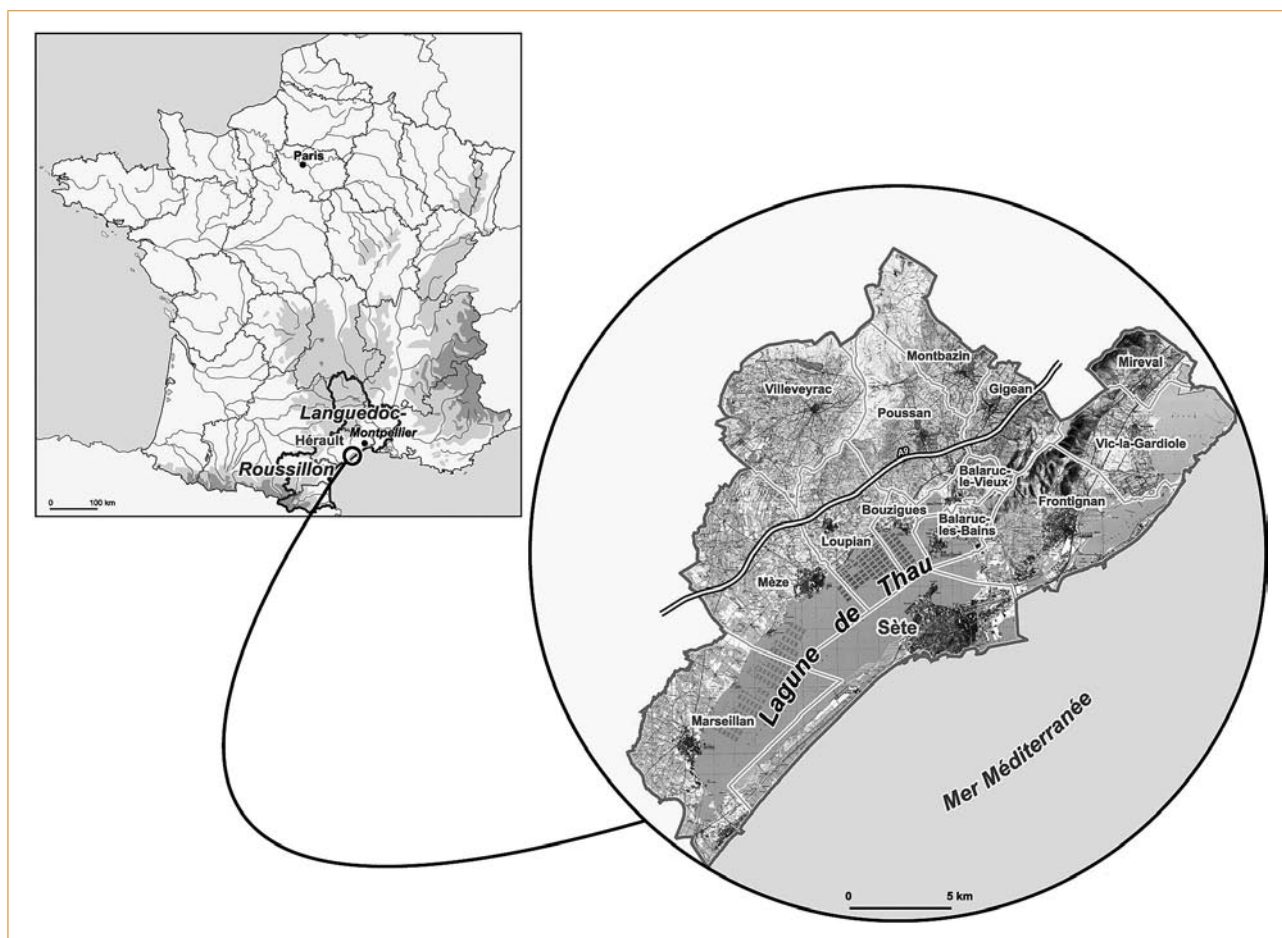 Paris
Languedoc-
Montpellier
Hérault
Roussillon
0 100 km
Mireval
Montbazin
Villeveyrac
Gigean
Poussan
Vic-la-Gardiole
A9
Balaruc-
le-Vieux
Frontignan
Bouzigues
Balaruc-
les-Bains
Loupian
Mèze
Lagune de Thau
Sète
Marseillan
Mer Méditerranée
0 5 km